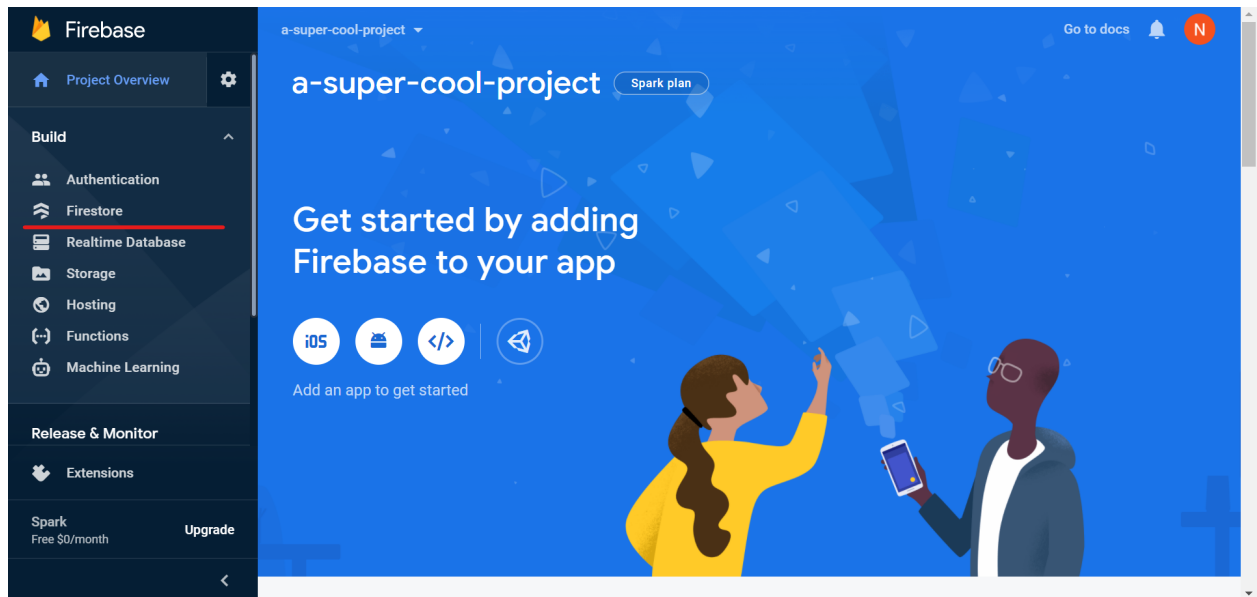 Firebase
Project Overview
Build
Authentication
Firestore
Realtime Database
Storage
Hosting
Functions
Machine Learning
Release & Monitor
Extensions
Spark
Free $0/month
Upgrade
a-super-cool-project
Go to docs
N
a-super-cool-project
Spark plan
Get started by adding
Firebase to your app
iOS
</>
Add an app to get started